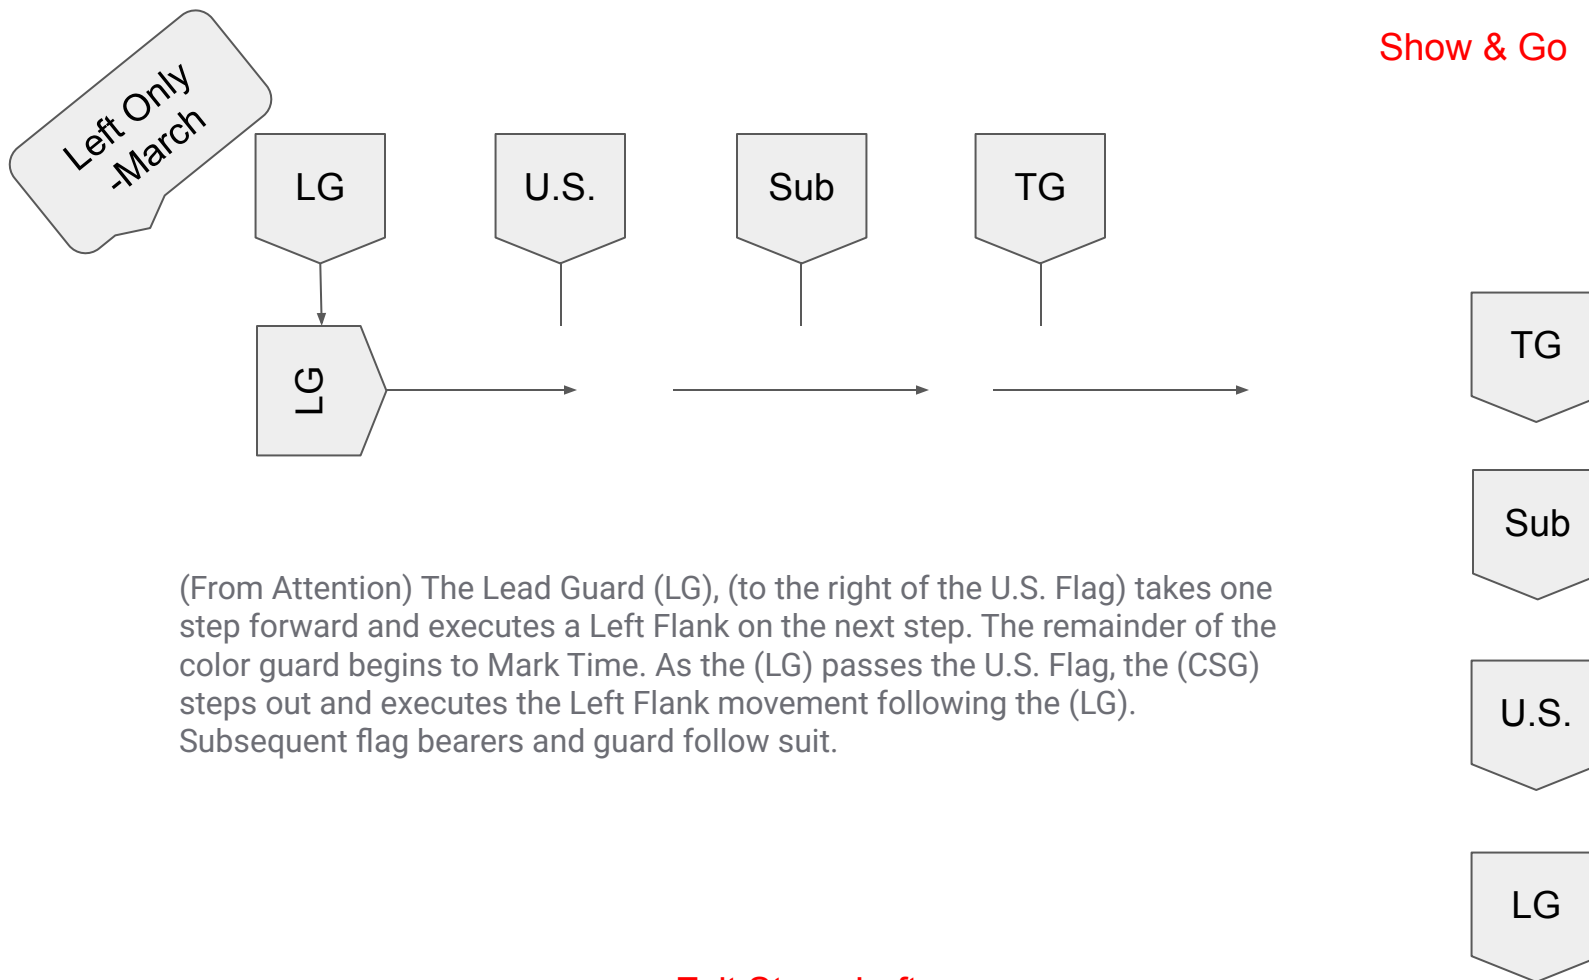 Show & Go
Left Only
-March
LG
U.S.
Sub
TG
LG
TG
Sub
U.S.
LG
(From Attention) The Lead Guard (LG), (to the right of the U.S. Flag) takes one
step forward and executes a Left Flank on the next step. The remainder of the
color guard begins to Mark Time. As the (LG) passes the U.S. Flag, the (CSG)
steps out and executes the Left Flank movement following the (LG).
Subsequent flag bearers and guard follow suit.